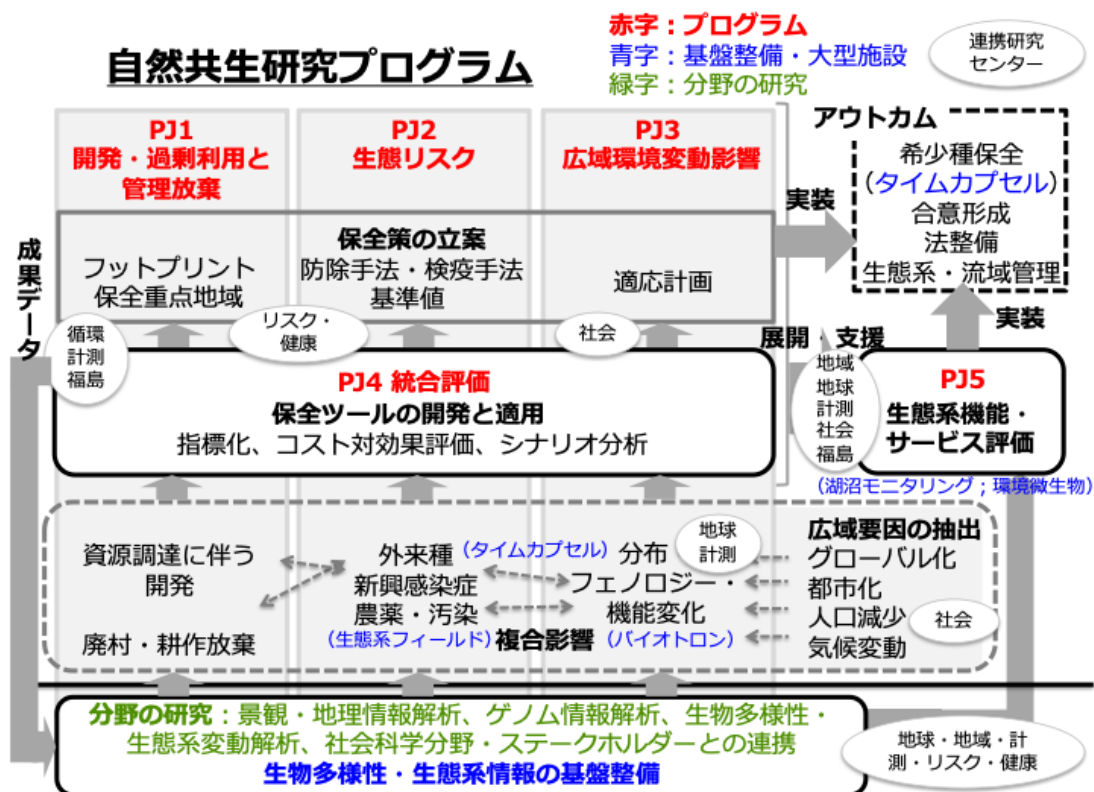 自然共生研究プログラム
赤字：プログラム
青字：基盤整備・大型施設
緑字：分野の研究
連携研究
センター
PJ1
開発・過剰利用と
管理放棄
PJ2
生態リスク
PJ3
広域環境変動影響
アウトカム
希少種保全
（タイムカプセル）
合意形成
法整備
生態系・流域管理
実装
保全策の立案
フットプリント
保全重点地域
防除手法・検疫手法
基準値
適応計画
成果データ
循環
計測
福島
リスク・
健康
社会
展開・支援
実装
地域
地球
計測
社会
福島
PJ4 統合評価
保全ツールの開発と適用
指標化、コスト対効果評価、シナリオ分析
PJ5
生態系機能・
サービス評価
（湖沼モニタリング；環境微生物）
広域要因の抽出
資源調達に伴う
開発
廃村・耕作放棄
外来種
（タイムカプセル）
新興感染症
農薬・汚染
（生態系フィールド）
複合影響
分布
フェノロジー・
機能変化
（バイオトロン）
地球
計測
グローバル化
都市化
人口減少
気候変動
社会
分野の研究：景観・地理情報解析、ゲノム情報解析、生物多様性・
生態系変動解析、社会科学分野・ステークホルダーとの連携
生物多様性・生態系情報の基盤整備
地球・地域・計
測・リスク・健康